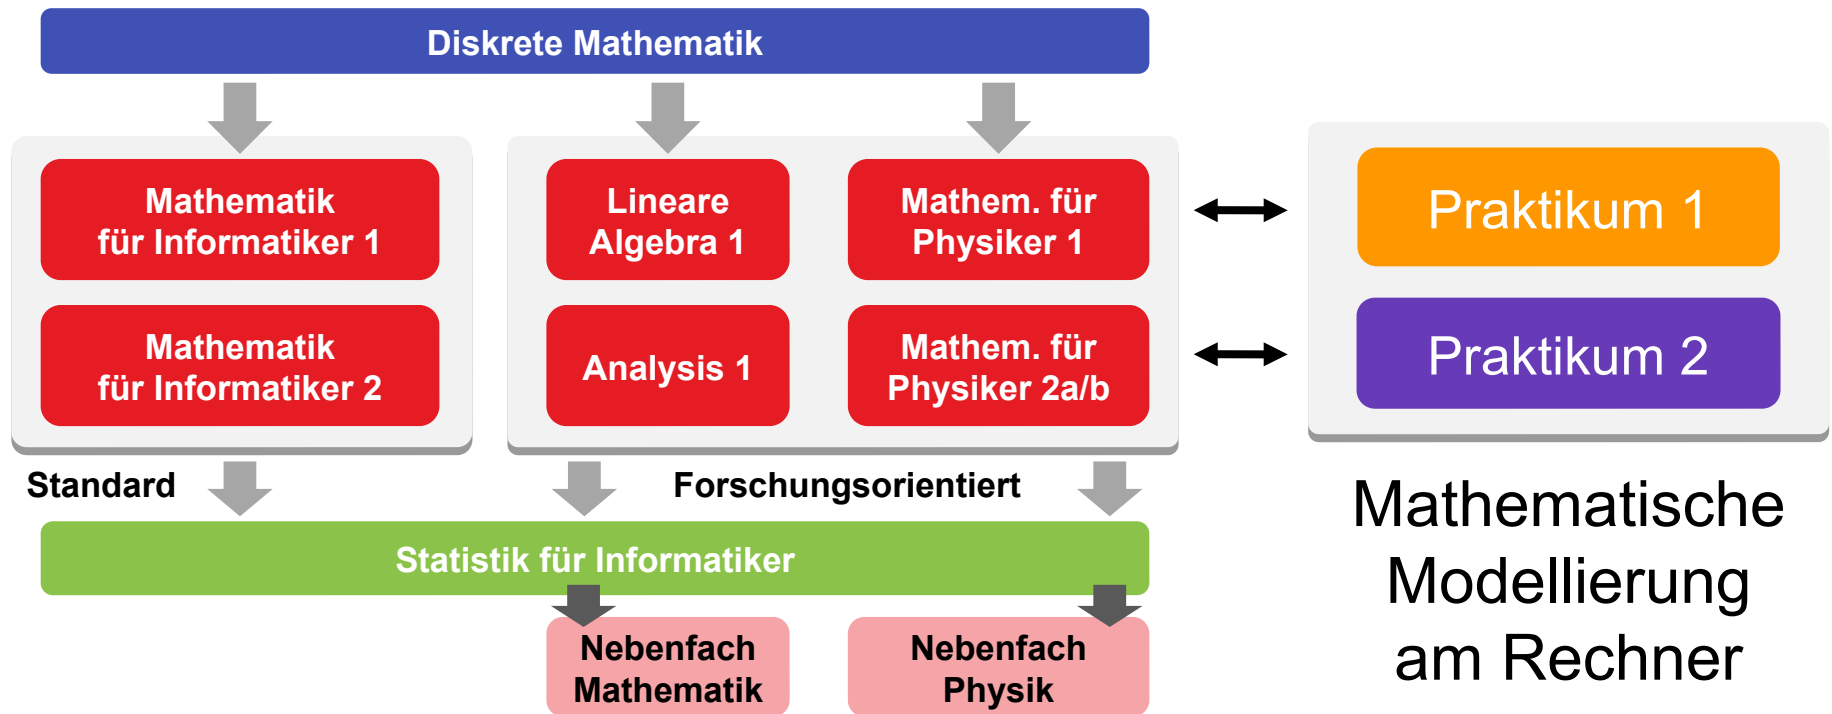 Diskrete Mathematik
Mathematik
für Informatiker 1
Lineare
Algebra 1
Mathem. für
Physiker 1
Praktikum 1
Mathematik
für Informatiker 2
Analysis 1
Mathem. für
Physiker 2a/b
Praktikum 2
Standard
Forschungsorientiert
Statistik für Informatiker
Nebenfach
Mathematik
Nebenfach
Physik
Mathematische
Modellierung
am Rechner